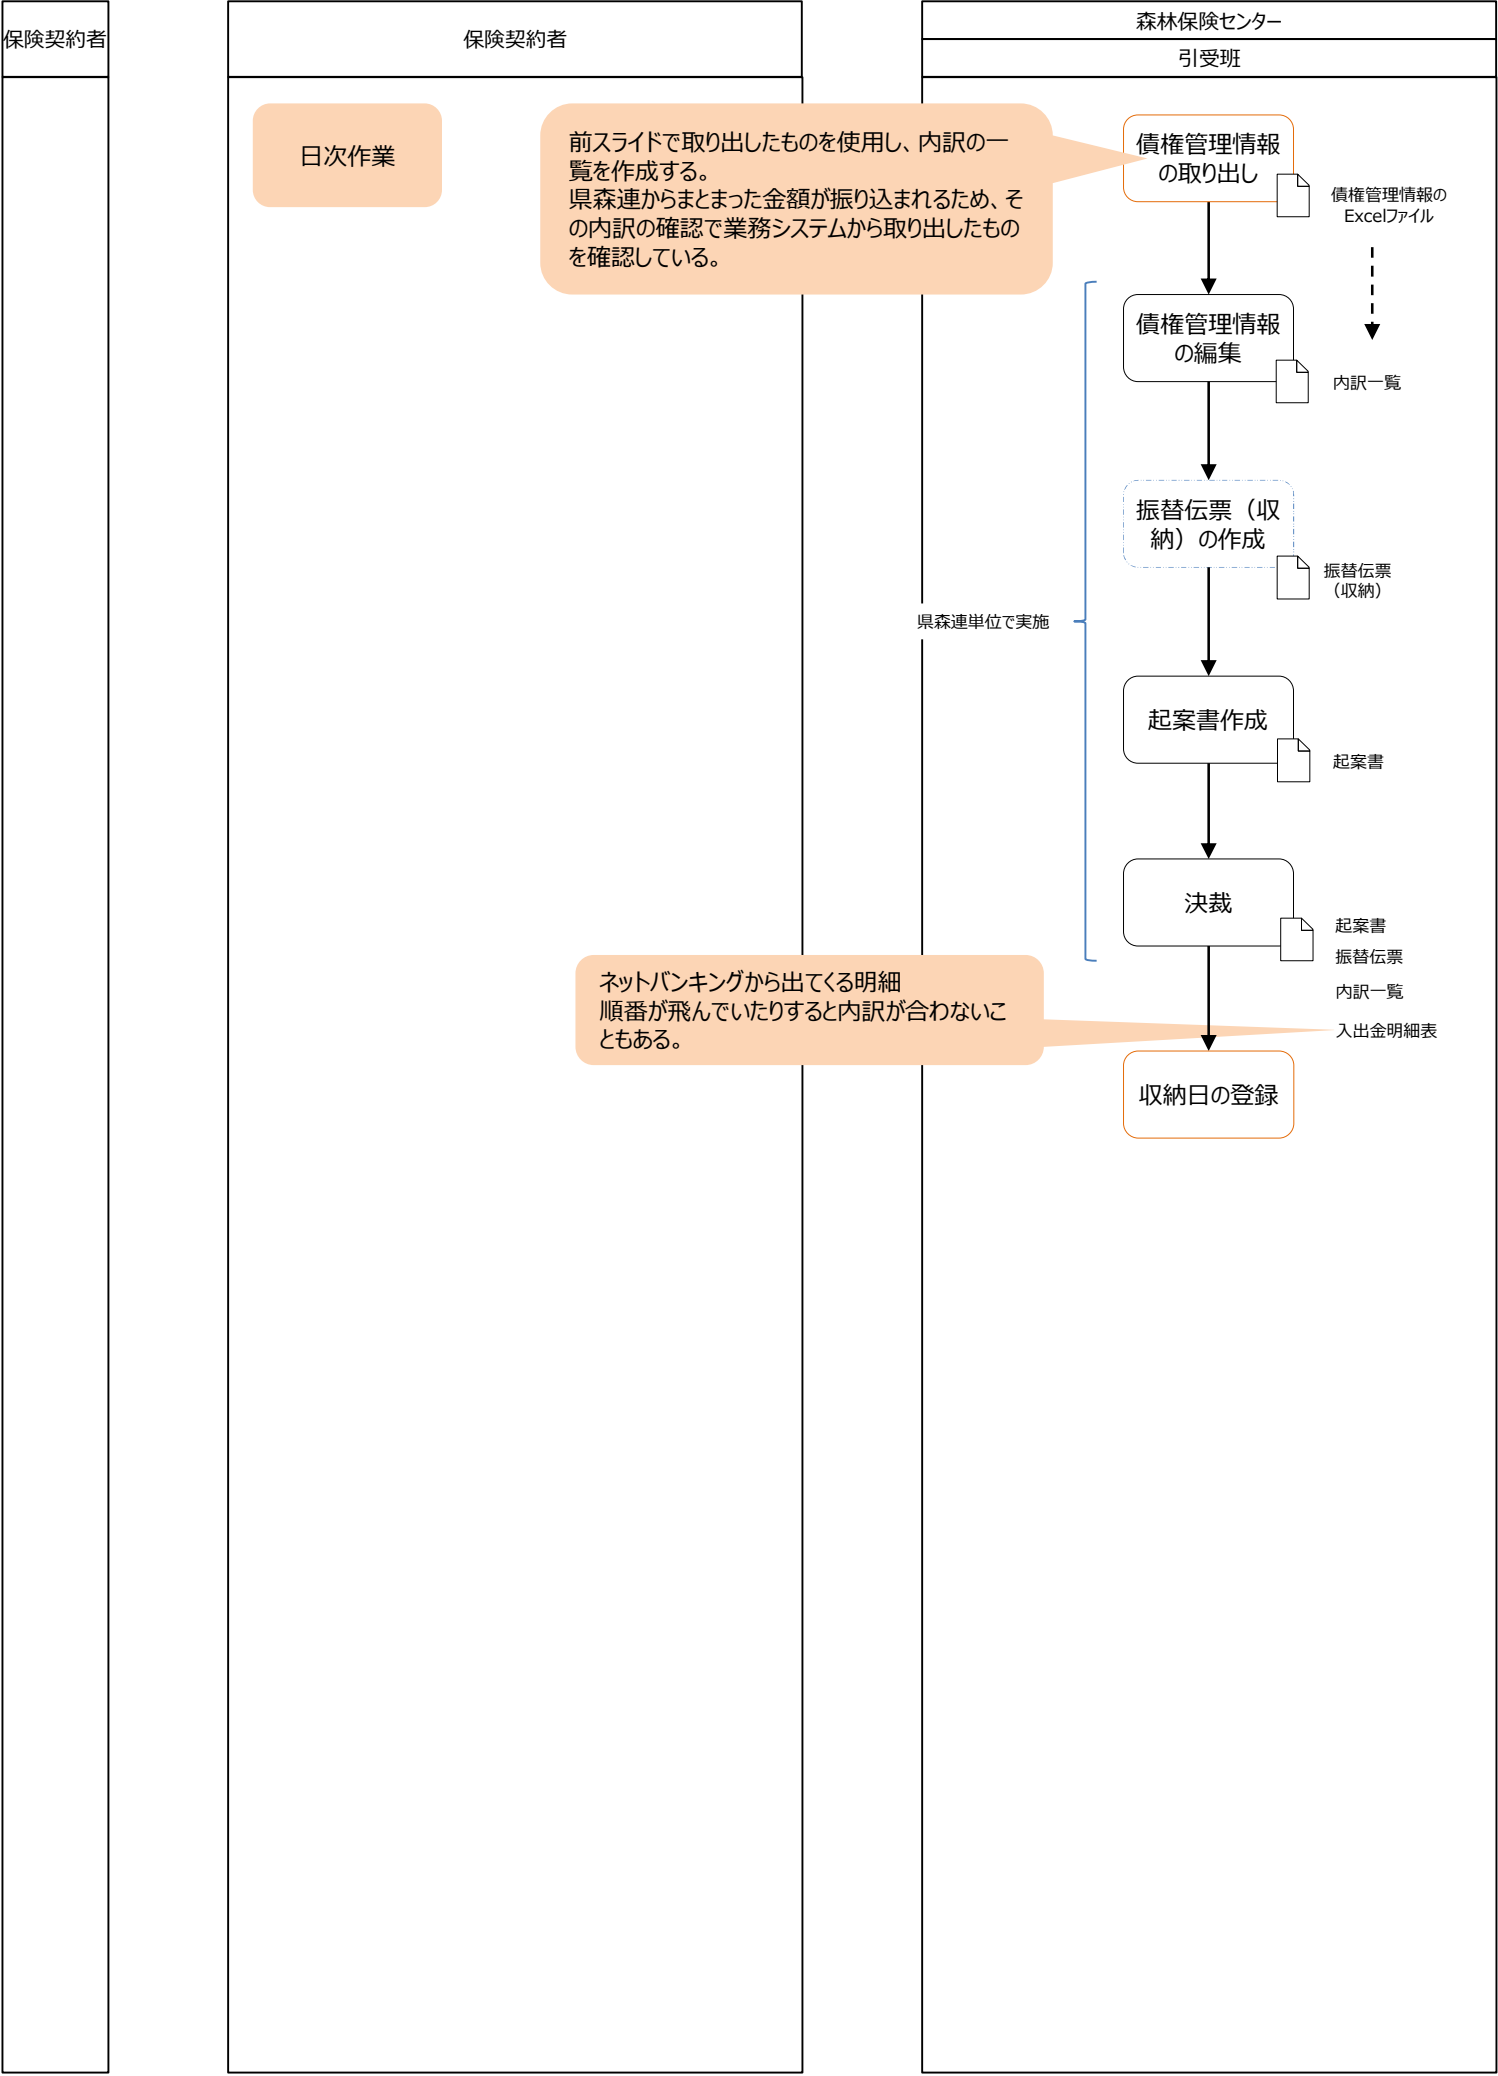 保険契約者
保険契約者
森林保険センター
引受班
日次作業
前スライドで取り出したものを使用し、内訳の一
覧を作成する。
県森連からまとまった金額が振り込まれるため、そ
の内訳の確認で業務システムから取り出したもの
を確認している。
債権管理情報
の取り出し
債権管理情報の
Excelファイル
債権管理情報
の編集
内訳一覧
振替伝票（収
納）の作成
振替伝票
（収納）
県森連単位で実施
起案書作成
起案書
決裁
起案書
振替伝票
内訳一覧
入出金明細表
ネットバンキングから出てくる明細
順番が飛んでいたりすると内訳が合わないこ
ともある。
収納日の登録